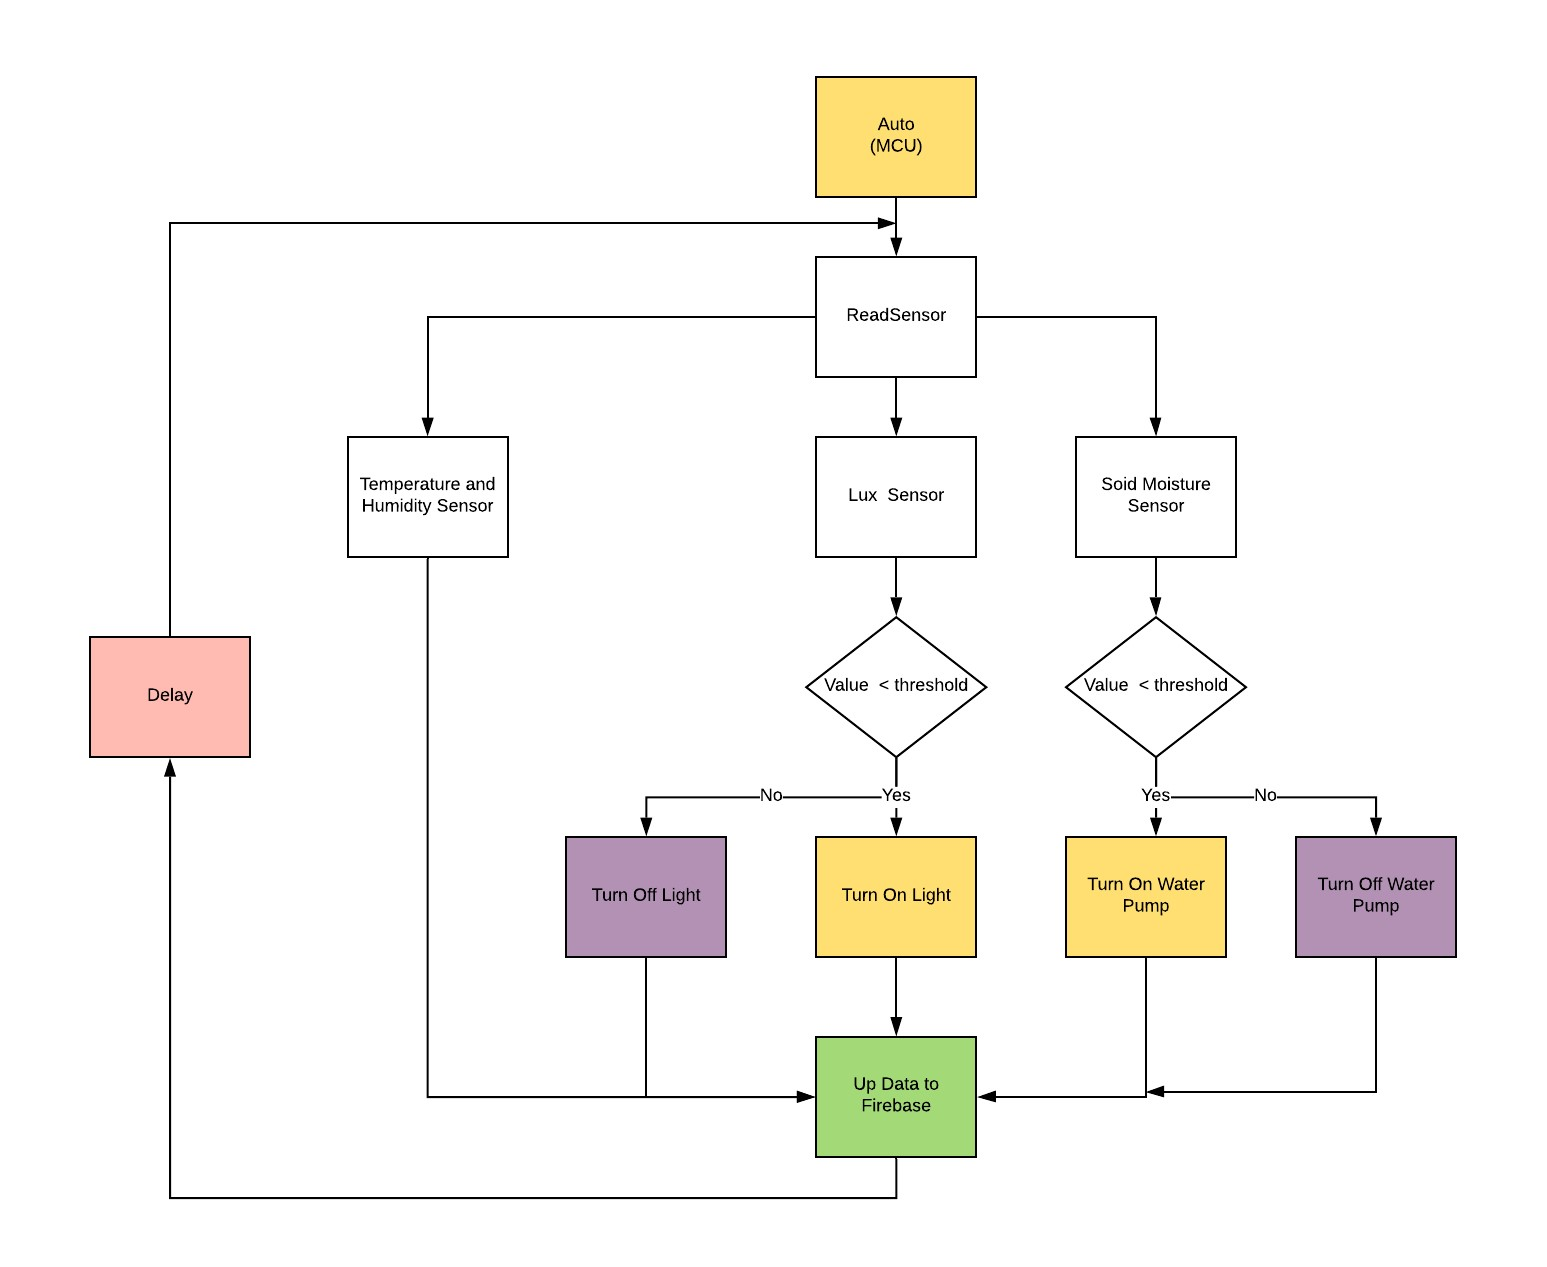 Auto
(MCU)
ReadSensor
Temperature and
Humidity Sensor
Lux  Sensor
Soid Moisture
Sensor
Delay
Value  < threshold
Value  < threshold
No
Yes
Yes
No
Turn Off Light
Turn On Light
Turn On Water
Pump
Turn Off Water
Pump
Up Data to
Firebase